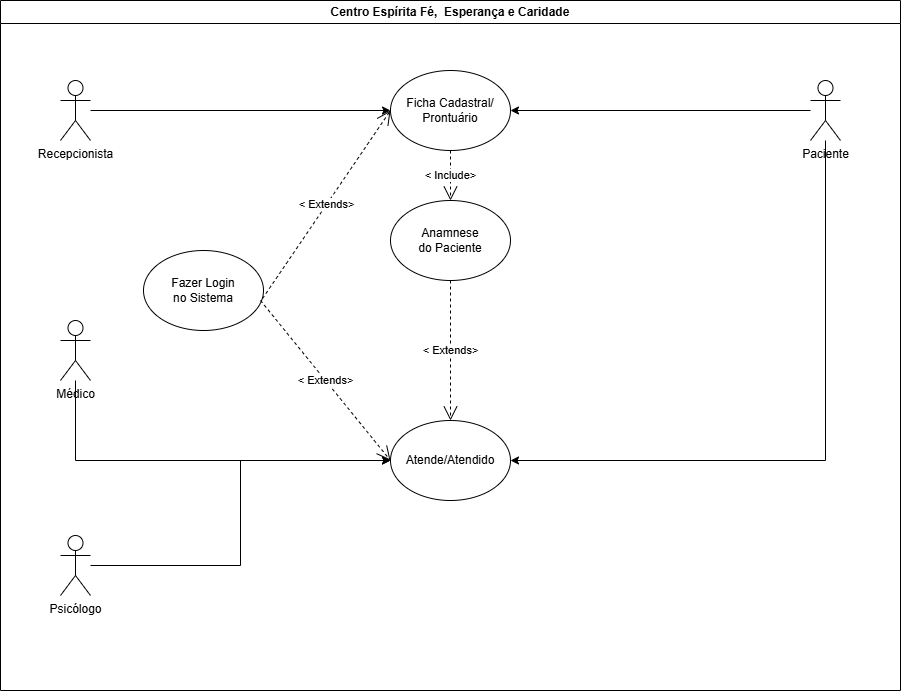 Centro Espírita Fé, Esperança e Caridade
Ficha Cadastral/
Prontuário
Recepcionista
Paciente
< Include>
< Extends>
Anamnese
do Paciente
Fazer Login
no Sistema
< Extends>
< Extends>
Médico
Atende/Atendido
Psicólogo